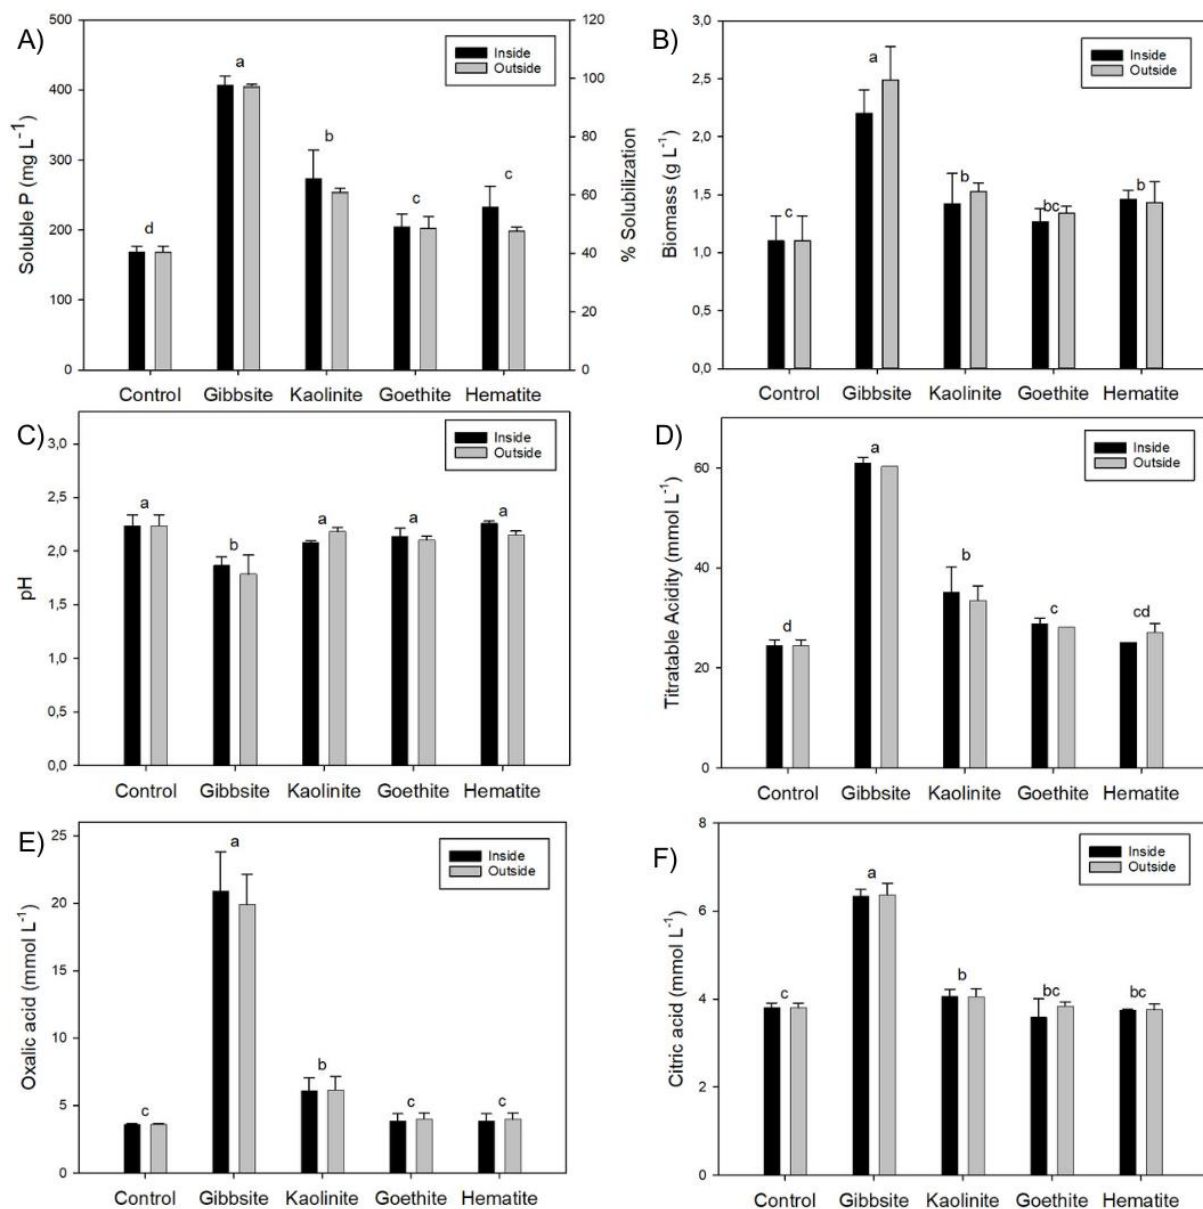 A)
Soluble P (mg L⁻¹)
500
400
300
200
100
0
120
100
80
60
40
20
0
% Solubilization
Inside
Outside
d
a
b
c
c
Control Gibbsite Kaolinite Goethite Hematite
B)
Biomass (g L⁻¹)
3,0
2,5
2,0
1,5
1,0
0,5
0,0
Inside
Outside
c
a
b
bc
b
Control Gibbsite Kaolinite Goethite Hematite
C)
pH
3,0
2,5
2,0
1,5
1,0
0,5
0,0
Inside
Outside
a
b
a
a
a
Control Gibbsite Kaolinite Goethite Hematite
D)
Titratable Acidity (mmol L⁻¹)
60
40
20
0
Inside
Outside
d
a
b
c
cd
Control Gibbsite Kaolinite Goethite Hematite
E)
Oxalic acid (mmol L⁻¹)
25
20
15
10
5
0
Inside
Outside
c
a
b
c
c
Control Gibbsite Kaolinite Goethite Hematite
F)
Citric acid (mmol L⁻¹)
8
6
4
2
0
Inside
Outside
c
a
b
bc
bc
Control Gibbsite Kaolinite Goethite Hematite